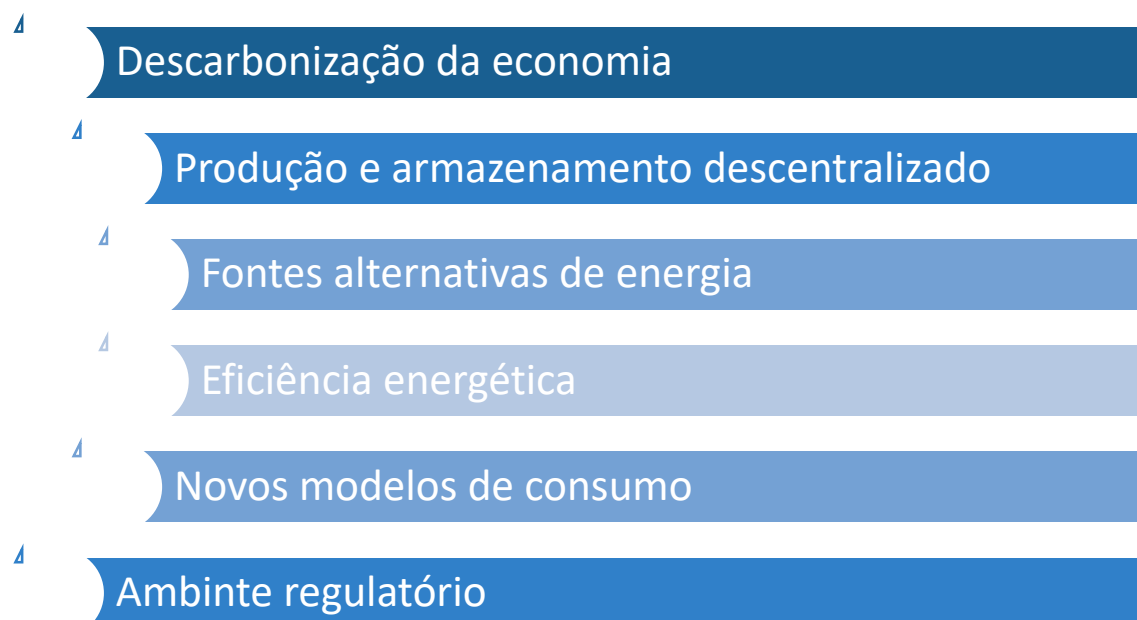 Descarbonização da economia
Produção e armazenamento descentralizado
Fontes alternativas de energia
Eficiência energética
Novos modelos de consumo
Ambinte regulatório